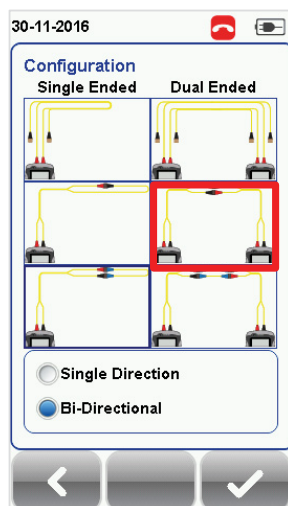 30-11-2016
Configuration
Single Ended Dual Ended
Single Direction
Bi-Directional